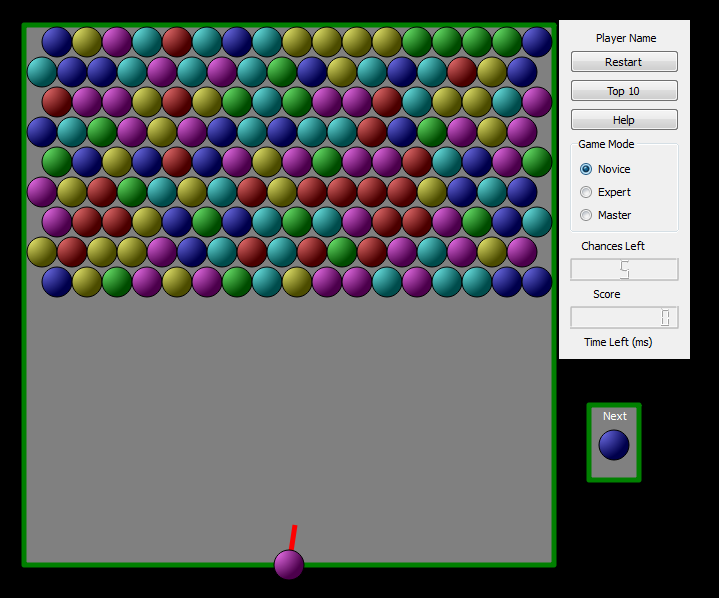 Player Name
Restart
Top 10
Help
Game Mode
Novice
Expert
Master
Chances Left
5
Score
0
Time Left (ms)
Next